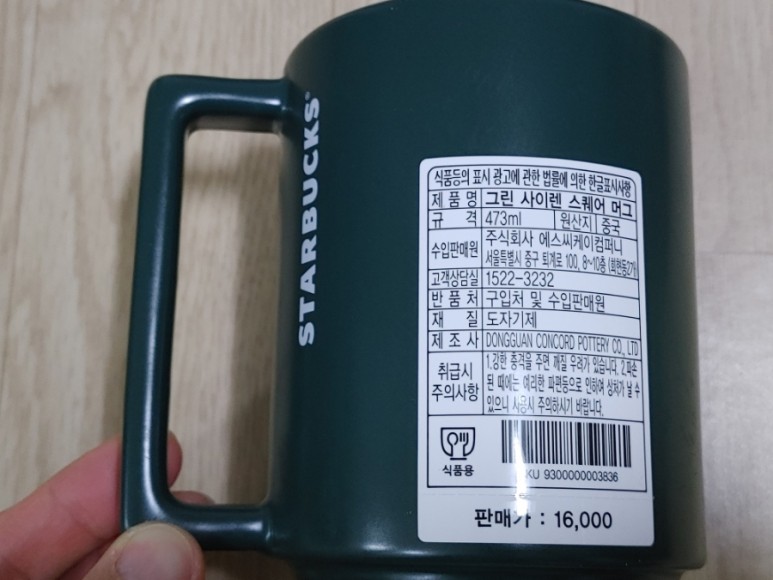 STARBUCKS®
식품등의 표시 광고에 관한 법률에 의한 한글표시사항
제 품 명 그린 사이렌 스퀘어 머그
규 격 473ml 원산지 중국
수입판매원 주식회사 에스씨케이컴퍼니
서울특별시 중구 퇴계로 100, 8~10층 (회현동2가)
고객상담실 1522-3232
반 품 처 구입처 및 수입판매원
재 질 도자기제
제 조 사 DONGGUAN CONCORD POTTERY CO., LTD
취급시 주의사항
1.강한 충격을 주면 깨질 우려가 있습니다. 2.파손
된 때에는 예리한 파편등으로 인하여 상처가 날 수
있으니 사용시 주의하시기 바랍니다.
식품용
KU 9300000003836
판매가 : 16,000